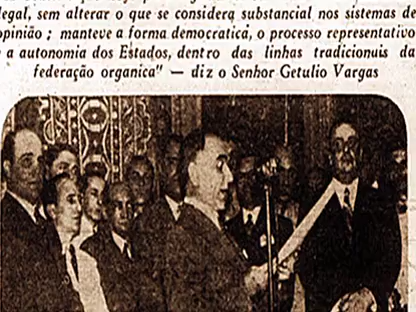 legal, sem alterar o que se considera substancial nos sistemas de
opinião ; manteve a forma democratica, o processo representativo
e a autonomia dos Estados, dentro das linhas tradicionais da
federação organica" — diz o Senhor Getulio Vargas